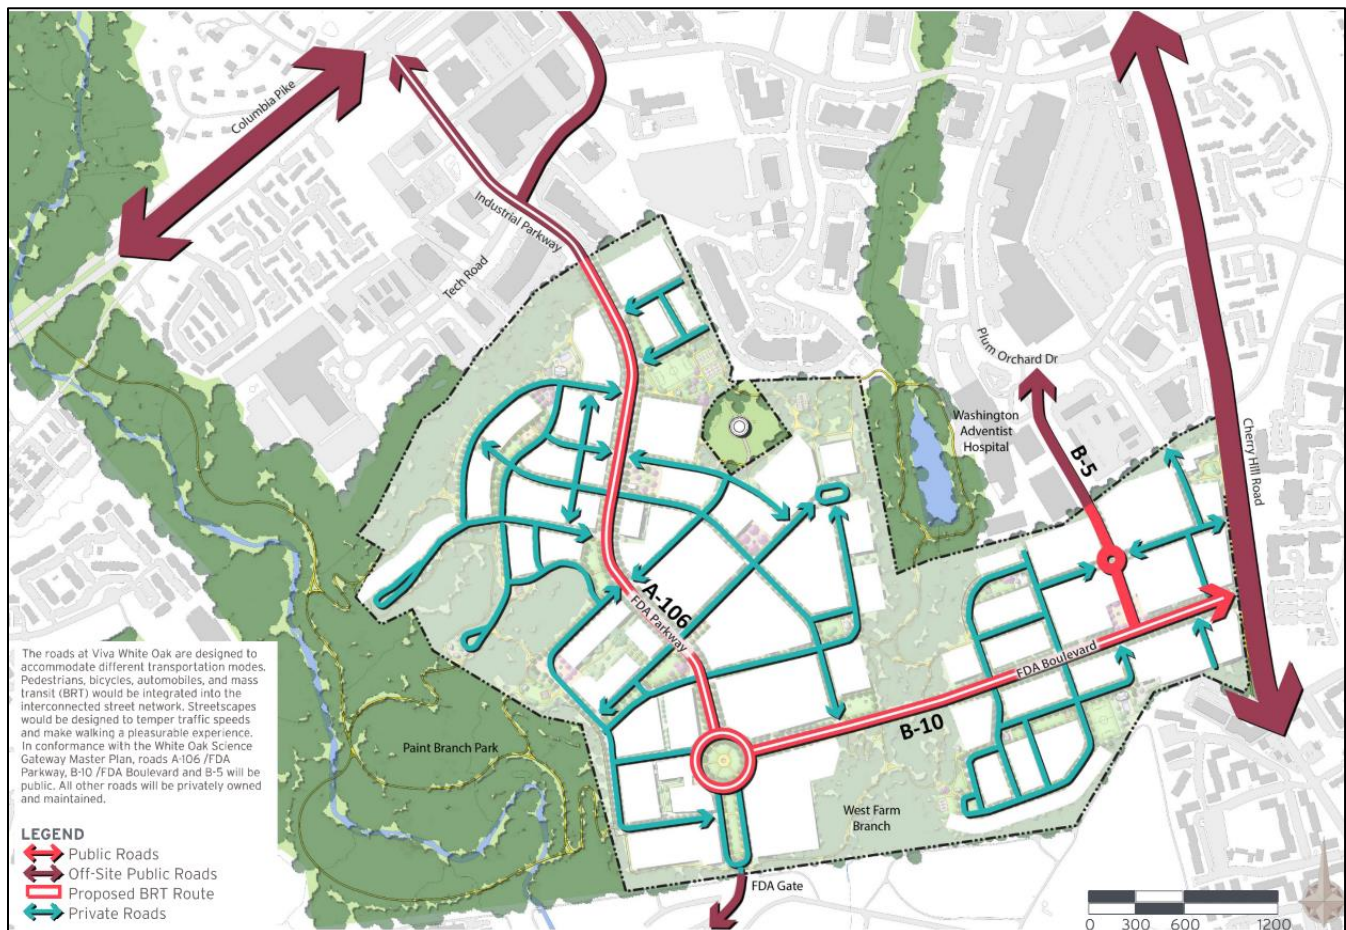 Columbia Pike
Industrial Parkway
Tech Road
Plum Orchard Dr
Washington
Adventist
Hospital
B-5
Cherry Hill Road
A-106
FDA Parkway
FDA Boulevard
B-10
Paint Branch Park
West Farm
Branch
FDA Gate
The roads at Viva White Oak are designed to
accommodate different transportation modes.
Pedestrians, bicycles, automobiles, and mass
transit (BRT) would be integrated into the
interconnected street network. Streetscapes
would be designed to temper traffic speeds
and make walking a pleasurable experience.
In conformance with the White Oak Science
Gateway Master Plan, roads A-106 /FDA
Parkway, B-10 /FDA Boulevard and B-5 will be
public. All other roads will be privately owned
and maintained.
LEGEND
Public Roads
Off-Site Public Roads
Proposed BRT Route
Private Roads
0 300 600 1200